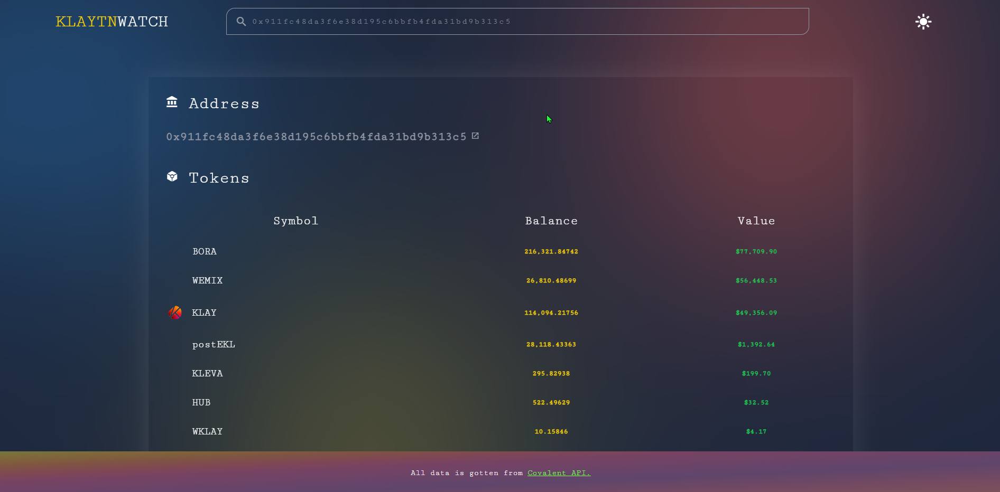 KLAYTNWATCH
0x911fc48da3f6e38d195c6bbfb4fda31bd9b313c5
Address
0x911fc48da3f6e38d195c6bbfb4fda31bd9b313c5
Tokens
Symbol Balance Value
BORA 216,321.84742 $77,709.90
WEMIX 26,810.48699 $56,448.53
KLAY 114,094.21756 $49,356.09
postEKL 28,118.43363 $1,392.64
KLEVA 295.82938 $199.70
HUB 522.49629 $32.52
WKLAY 10.15846 $4.17
All data is gotten from Covalent API.